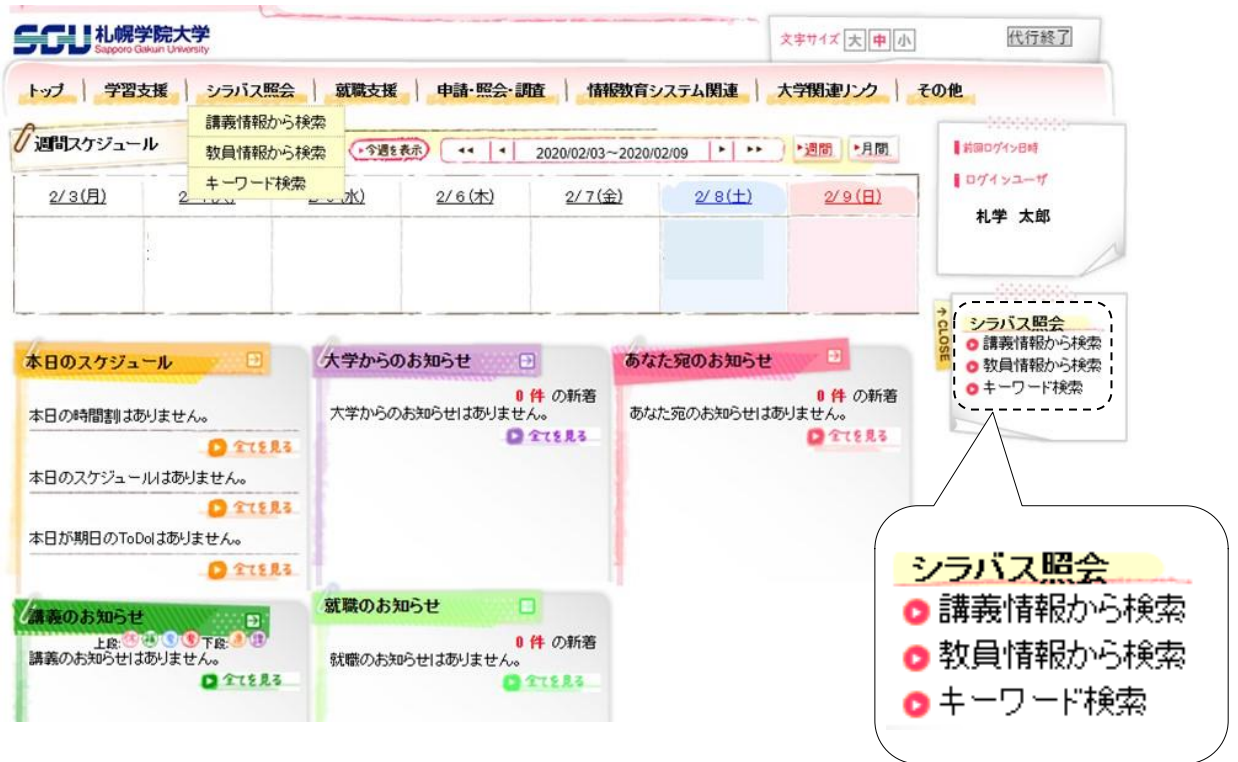 SGU 札幌学院大学
Sapporo Gakuin University
文字サイズ 大 中 小
代行終了
トップ 学習支援 シラバス照会 就職支援 申請・照会・調査 情報教育システム関連 大学関連リンク その他
講義情報から検索
教員情報から検索
キーワード検索
週間スケジュール
今週を表示
2020/02/03～2020/02/09
週間 月間
2/3(月) 2/6(木) 2/7(金) 2/8(土) 2/9(日)
前回ログイン日時
ログインユーザ
札学 太郎
CLOSE
シラバス照会
講義情報から検索
教員情報から検索
キーワード検索
本日のスケジュール
本日の時間割はありません。
全てを見る
本日のスケジュールはありません。
全てを見る
本日が期日のToDoはありません。
全てを見る
大学からのお知らせ
0 件 の新着
大学からのお知らせはありません。
全てを見る
あなた宛のお知らせ
0 件 の新着
あなた宛のお知らせはありません。
全てを見る
講義のお知らせ
上段: 下段:
講義のお知らせはありません。
全てを見る
就職のお知らせ
0 件 の新着
就職のお知らせはありません。
全てを見る
シラバス照会
講義情報から検索
教員情報から検索
キーワード検索